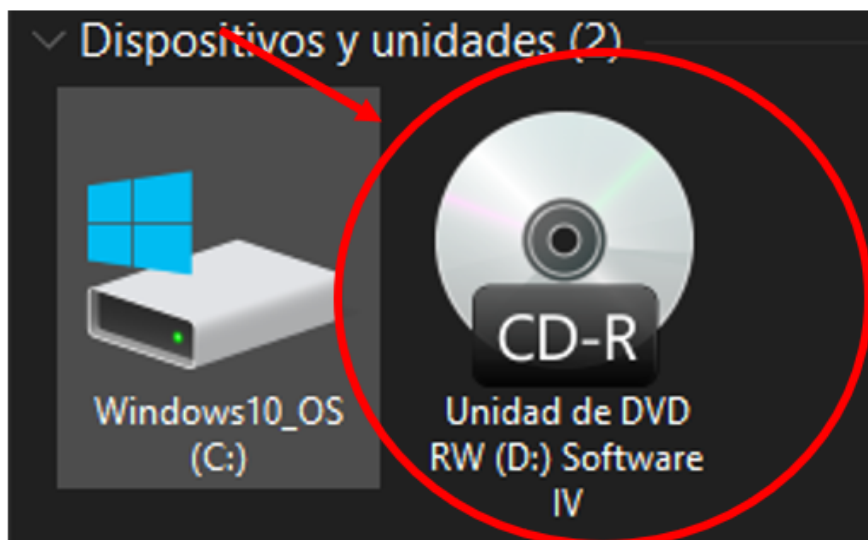 Dispositivos y unidades (2)
CD-R
Windows10_OS
(C:)
Unidad de DVD
RW (D:) Software
IV